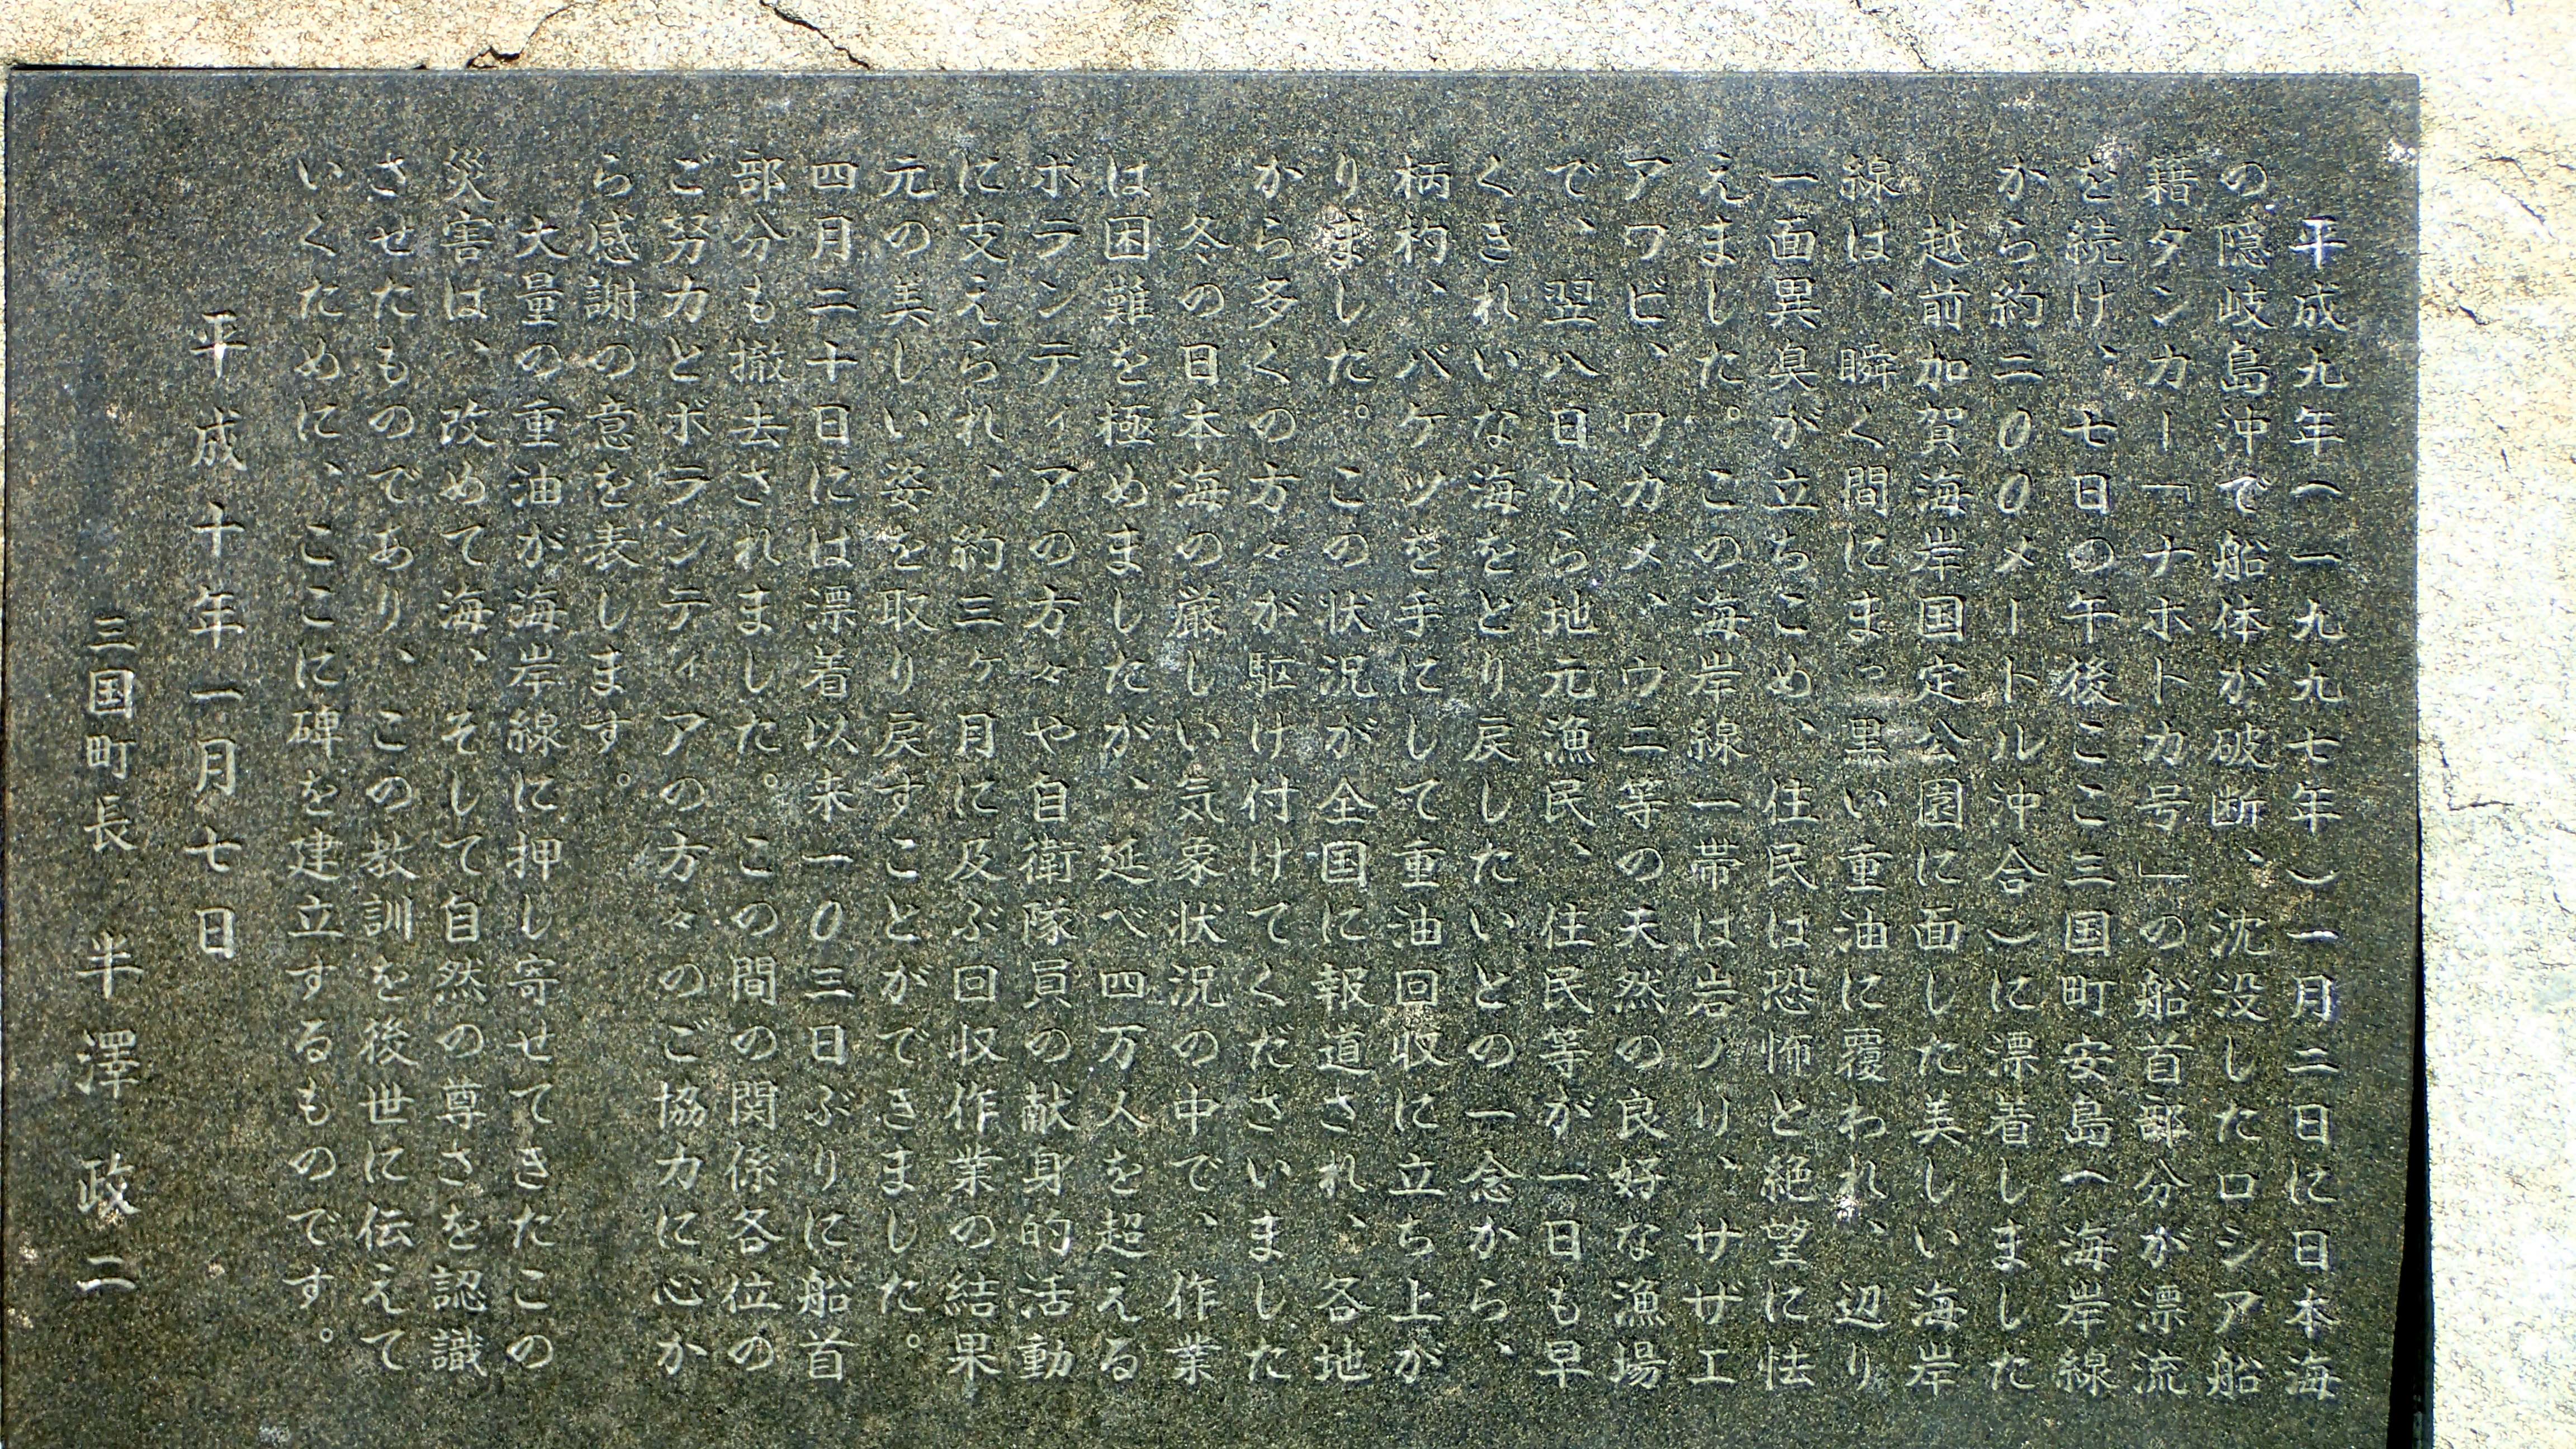 平成九年(一九九七年)一月二日に日本海
の隠岐島沖で船体が破断、沈没したロシア船
籍タンカー「ナホトカ号」の船首部分が漂流
を続け、七日の午後ここ三国町安島(海岸線
から約二00メートル沖合)に漂着しました
越前加賀海岸国定公園に面した美しい海岸
線は、瞬く間にまっ黒い重油に覆われ、辺り
一面異臭が立ちこめ、住民は恐怖と絶望に怯
えました。この海岸線一帯は岩ノリ、サザエ
アワビ、ワカメ、ウニ等の天然の良好な漁場
で、翌八日から地元漁民、住民等が一日も早
くきれいな海をとり戻したいとの一念から、
柄杓、バケツを手にして重油回収に立ち上が
りました。この状況が全国に報道され、各地
から多くの方々が駆け付けてくださいました
冬の日本海の厳しい気象状況の中で、作業
は困難を極めましたが、延べ四万人を超える
ボランティアの方々や自衛隊員の献身的活動
に支えられ、約三ヶ月に及ぶ回収作業の結果
元の美しい姿を取り戻すことができました。
四月二十日には漂着以来一0三日ぶりに船首
部分も撤去されました。この間の関係各位の
ご努力とボランティアの方々のご協力に心か
ら感謝の意を表します。
大量の重油が海岸線に押し寄せてきたこの
災害は、改めて海、そして自然の尊さを認識
させたものであり、この教訓を後世に伝えて
いくために、ここに碑を建立するものです。
平成十年一月七日
三国町長 半澤政二